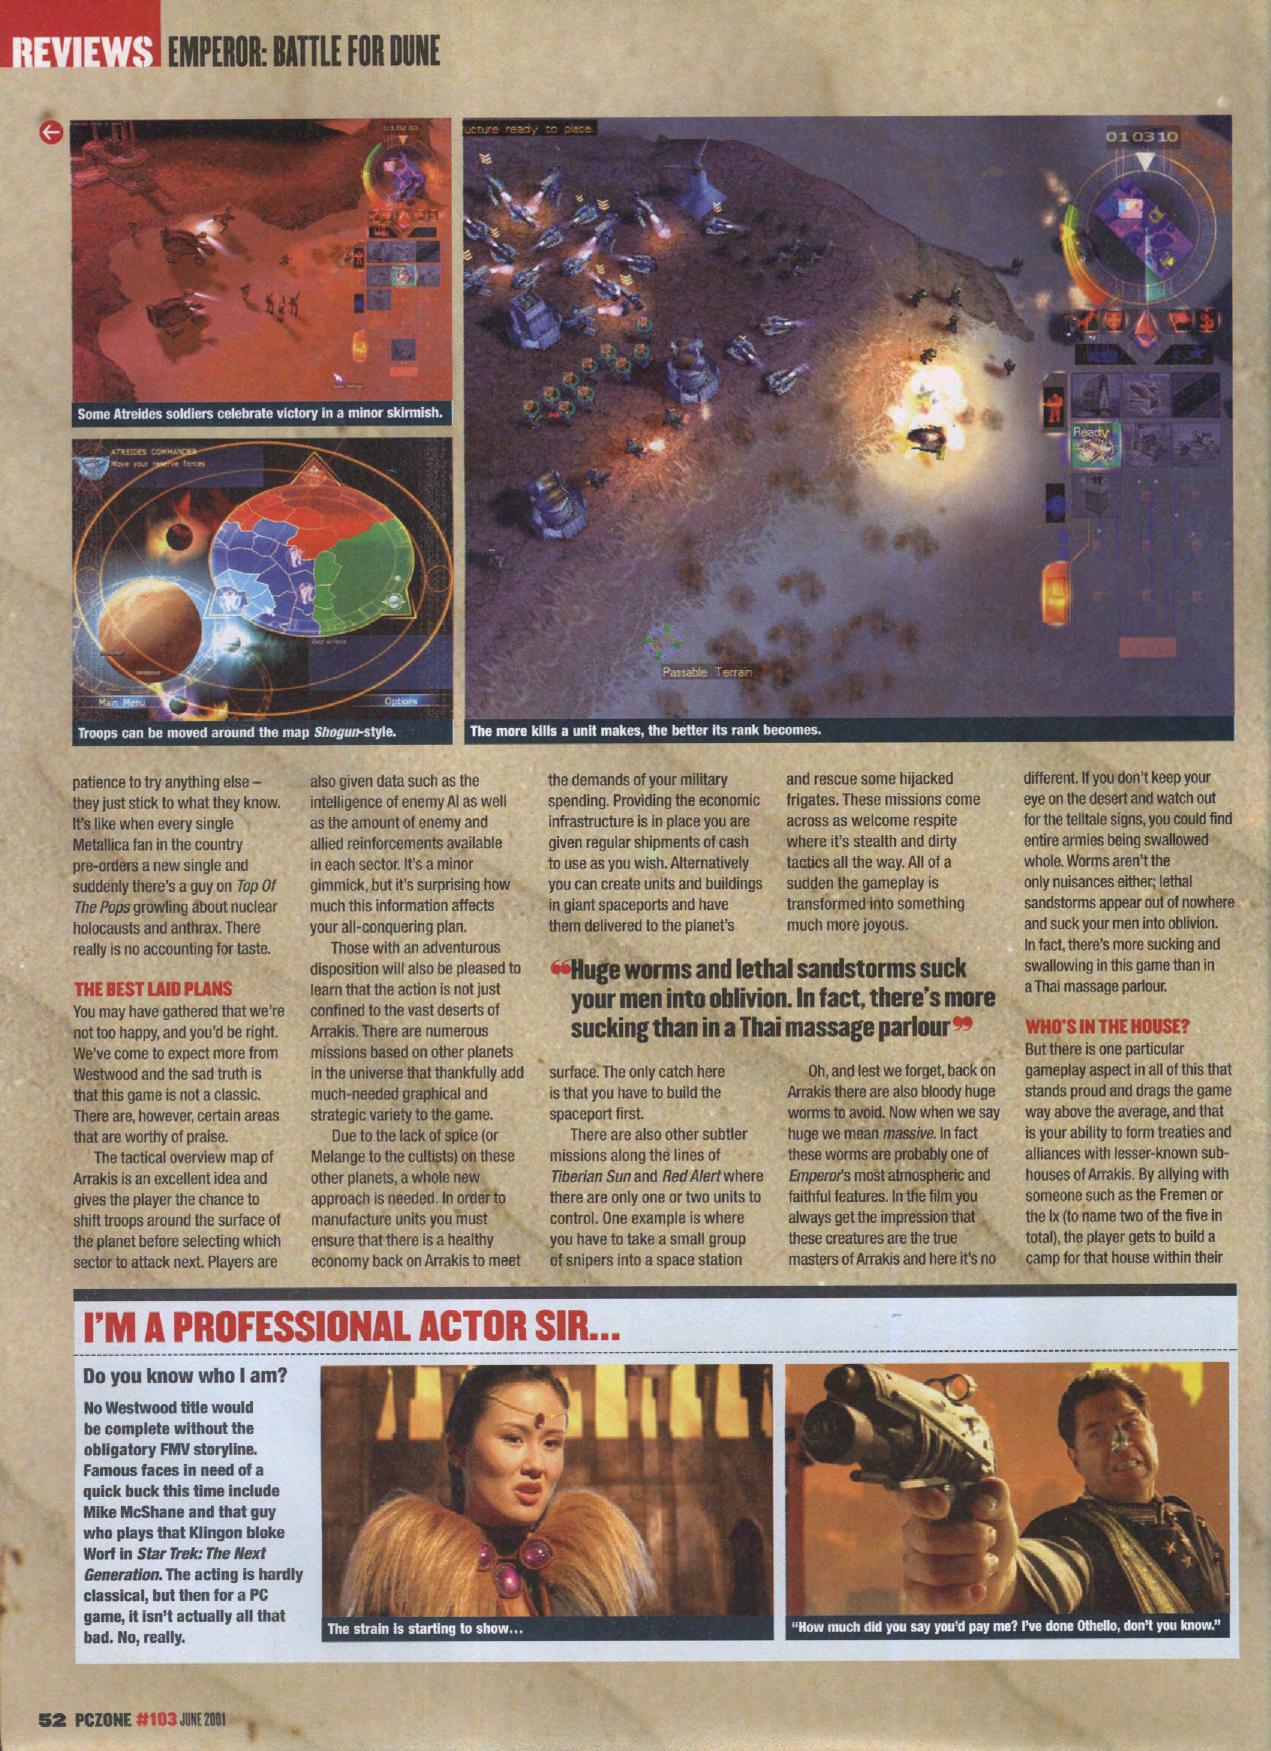 REVIEWS EMPEROR: BATTLE FOR DUNE
01 02 02
Some Atreides soldiers celebrate victory in a minor skirmish.
ATREIDES COMMANDER
Move your reserve forces
Main Menu
Options
Troops can be moved around the map Shogun-style.
ucture ready to place.
01 03 10
Ready
Passable Terrain
The more kills a unit makes, the better its rank becomes.
patience to try anything else –
they just stick to what they know.
It's like when every single
Metallica fan in the country
pre-orders a new single and
suddenly there's a guy on Top Of
The Pops growling about nuclear
holocausts and anthrax. There
really is no accounting for taste.
THE BEST LAID PLANS
You may have gathered that we're
not too happy, and you'd be right.
We've come to expect more from
Westwood and the sad truth is
that this game is not a classic.
There are, however, certain areas
that are worthy of praise.
The tactical overview map of
Arrakis is an excellent idea and
gives the player the chance to
shift troops around the surface of
the planet before selecting which
sector to attack next. Players are
also given data such as the
intelligence of enemy AI as well
as the amount of enemy and
allied reinforcements available
in each sector. It's a minor
gimmick, but it's surprising how
much this information affects
your all-conquering plan.
Those with an adventurous
disposition will also be pleased to
learn that the action is not just
confined to the vast deserts of
Arrakis. There are numerous
missions based on other planets
in the universe that thankfully add
much-needed graphical and
strategic variety to the game.
Due to the lack of spice (or
Melange to the cultists) on these
other planets, a whole new
approach is needed. In order to
manufacture units you must
ensure that there is a healthy
economy back on Arrakis to meet
the demands of your military
spending. Providing the economic
infrastructure is in place you are
given regular shipments of cash
to use as you wish. Alternatively
you can create units and buildings
in giant spaceports and have
them delivered to the planet's
surface. The only catch here
is that you have to build the
spaceport first.
There are also other subtler
missions along the lines of
Tiberian Sun and Red Alert where
there are only one or two units to
control. One example is where
you have to take a small group
of snipers into a space station
and rescue some hijacked
frigates. These missions come
across as welcome respite
where it's stealth and dirty
tactics all the way. All of a
sudden the gameplay is
transformed into something
much more joyous.
“Huge worms and lethal sandstorms suck
your men into oblivion. In fact, there's more
sucking than in a Thai massage parlour”
Oh, and lest we forget, back on
Arrakis there are also bloody huge
worms to avoid. Now when we say
huge we mean massive. In fact
these worms are probably one of
Emperor's most atmospheric and
faithful features. In the film you
always get the impression that
these creatures are the true
masters of Arrakis and here it's no
different. If you don't keep your
eye on the desert and watch out
for the telltale signs, you could find
entire armies being swallowed
whole. Worms aren't the
only nuisances either; lethal
sandstorms appear out of nowhere
and suck your men into oblivion.
In fact, there's more sucking and
swallowing in this game than in
a Thai massage parlour.
WHO'S IN THE HOUSE?
But there is one particular
gameplay aspect in all of this that
stands proud and drags the game
way above the average, and that
is your ability to form treaties and
alliances with lesser-known sub-
houses of Arrakis. By allying with
someone such as the Fremen or
the Ix (to name two of the five in
total), the player gets to build a
camp for that house within their
I'M A PROFESSIONAL ACTOR SIR...
Do you know who I am?
No Westwood title would
be complete without the
obligatory FMV storyline.
Famous faces in need of a
quick buck this time include
Mike McShane and that guy
who plays that Klingon bloke
Worf in Star Trek: The Next
Generation. The acting is hardly
classical, but then for a PC
game, it isn't actually all that
bad. No, really.
The strain is starting to show...
“How much did you say you'd pay me? I've done Othello, don't you know.”
52 PCZONE #103 JUNE 2001